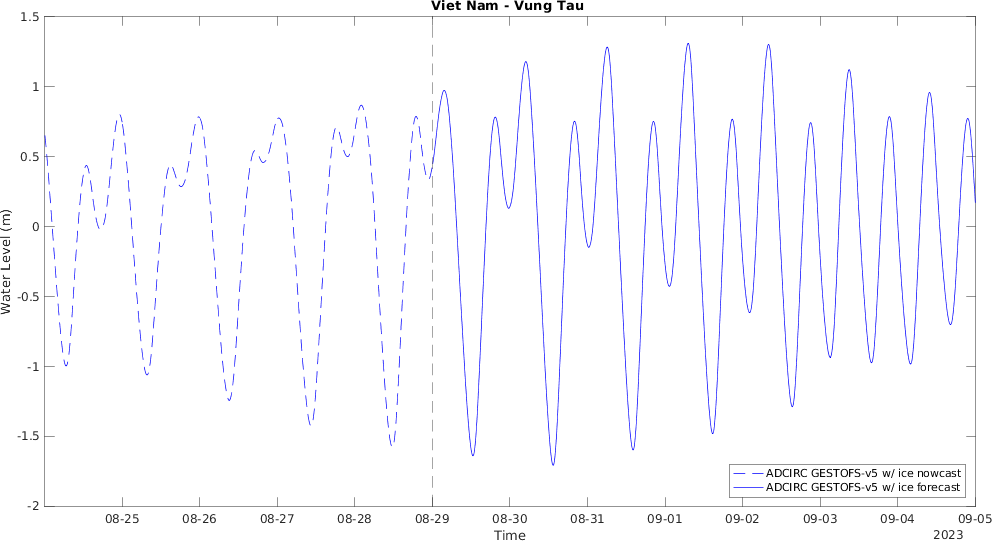 Viet Nam - Vung Tau
1.5
1
0.5
0
-0.5
-1
-1.5
-2
Water Level (m)
08-25 08-26 08-27 08-28 08-29 08-30 08-31 09-01 09-02 09-03 09-04 09-05
Time
2023
ADCIRC GESTOFS-v5 w/ ice nowcast
ADCIRC GESTOFS-v5 w/ ice forecast